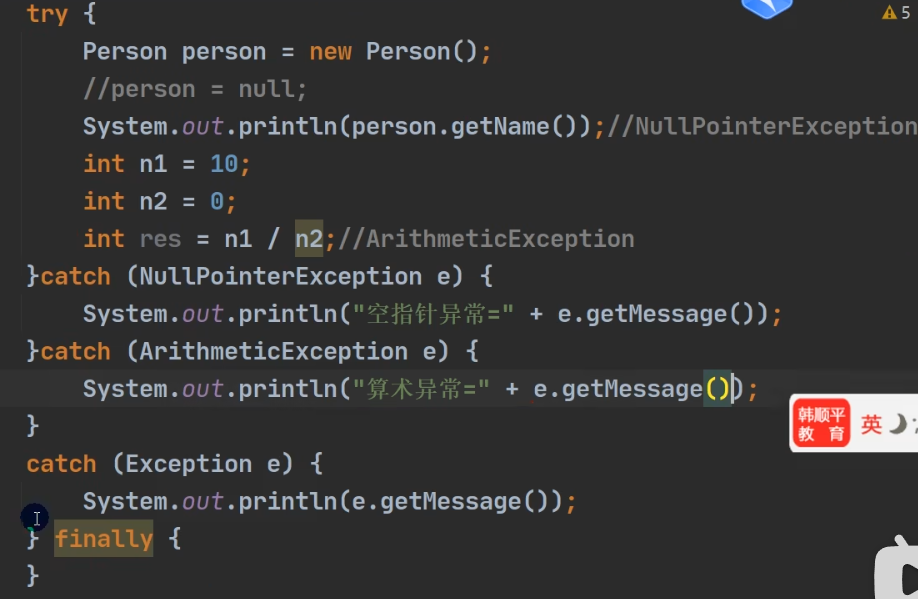 try {
⚠5
Person person = new Person();
//person = null;
System.out.println(person.getName());//NullPointerException
int n1 = 10;
int n2 = 0;
int res = n1 / n2;//ArithmeticException
}catch (NullPointerException e) {
System.out.println("空指针异常=" + e.getMessage());
}catch (ArithmeticException e) {
System.out.println("算术异常=" + e.getMessage());
}
韩顺平
教 育
英
catch (Exception e) {
System.out.println(e.getMessage());
} finally {
}